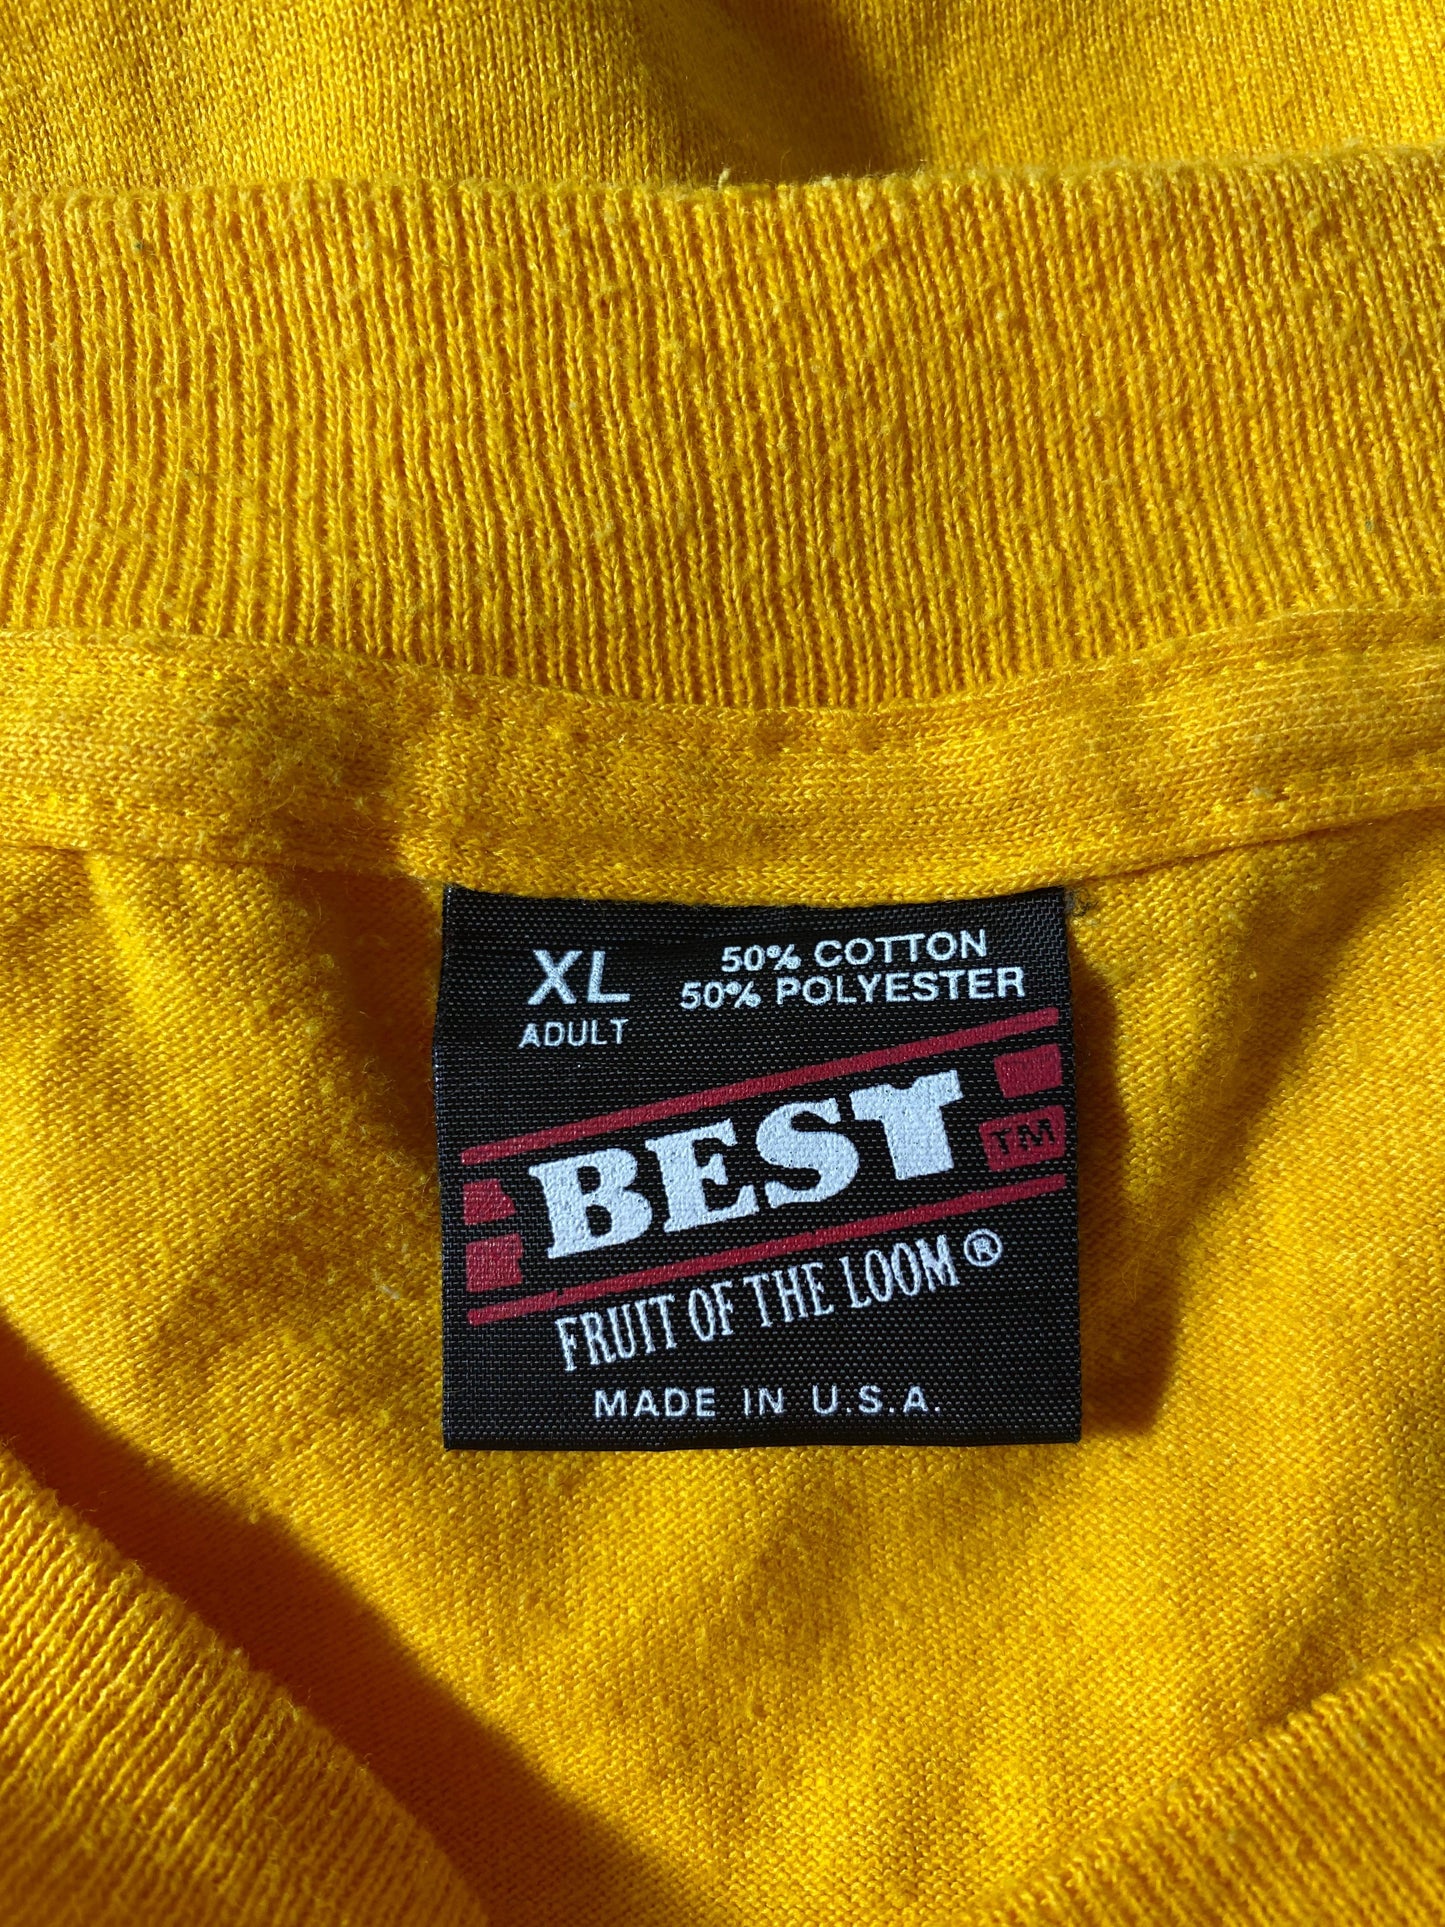 XL
ADULT
50% COTTON
50% POLYESTER
BEST
TM
FRUIT OF THE LOOM®
MADE IN U.S.A.